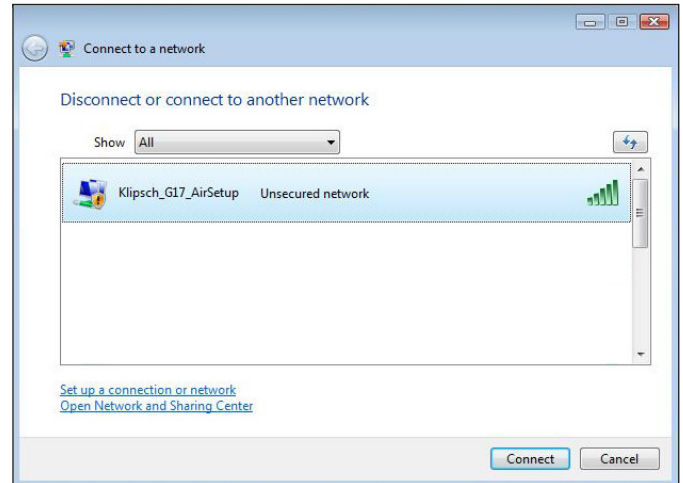 Connect to a network
Disconnect or connect to another network
Show All
Klipsch_G17_AirSetup Unsecured network
Set up a connection or network
Open Network and Sharing Center
Connect Cancel